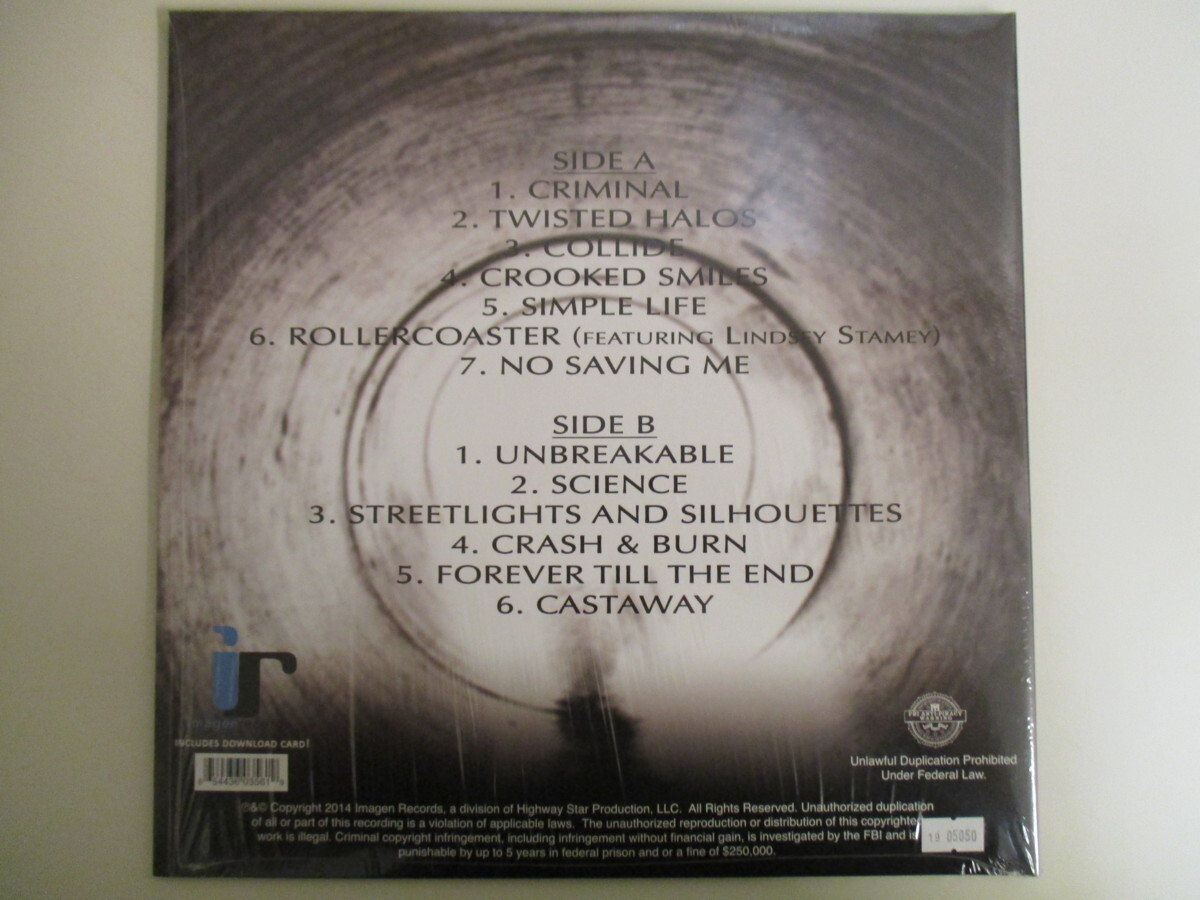 SIDE A
1. CRIMINAL
2. TWISTED HALOS
3. COLLIDE
4. CROOKED SMILES
5. SIMPLE LIFE
6. ROLLERCOASTER (FEATURING LINDSEY STAMEY)
7. NO SAVING ME
SIDE B
1. UNBREAKABLE
2. SCIENCE
3. STREETLIGHTS AND SILHOUETTES
4. CRASH & BURN
5. FOREVER TILL THE END
6. CASTAWAY
ir
INCLUDES DOWNLOAD CARD!
FBI ANTI-PIRACY
WARNING
Unlawful Duplication Prohibited
Under Federal Law.
℗&© Copyright 2014 Imagen Records, a division of Highway Star Production, LLC. All Rights Reserved. Unauthorized duplication
of all or part of this recording is a violation of applicable laws. The unauthorized reproduction or distribution of this copyrighte
work is illegal. Criminal copyright infringement, including infringement without financial gain, is investigated by the FBI and is
punishable by up to 5 years in federal prison and or a fine of $250,000.
19 05050